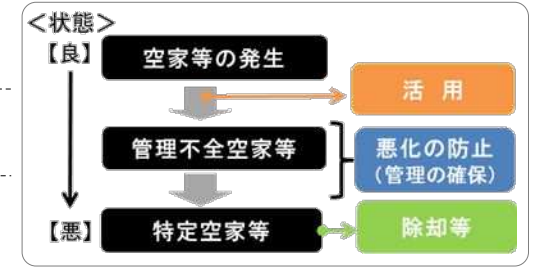 ＜状態＞
【良】
空家等の発生
活 用
管理不全空家等
悪化の防止
（管理の確保）
【悪】
特定空家等
除却等